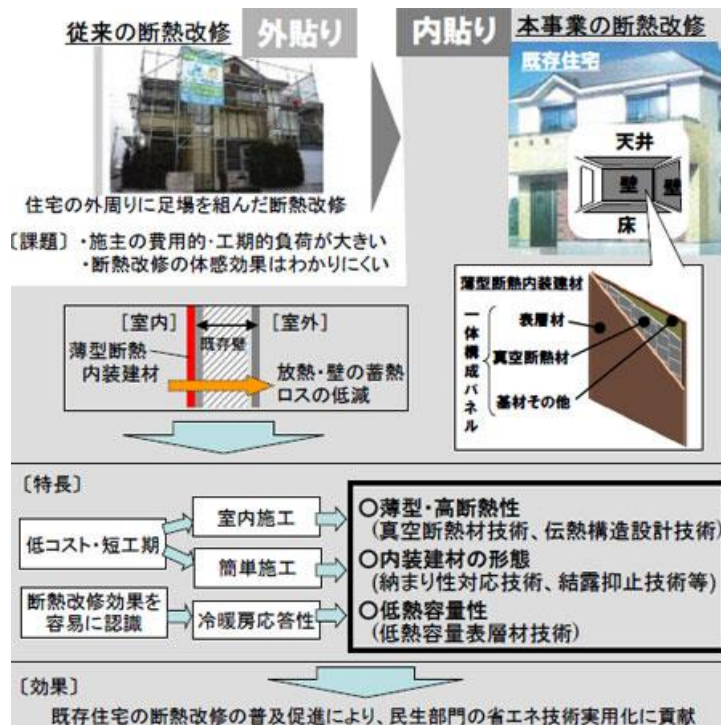 従来の断熱改修
外貼り
内貼り
本事業の断熱改修
既存住宅
天井
壁
壁
床
住宅の外周りに足場を組んだ断熱改修
〔課題〕・施主の費用的・工期的負荷が大きい
・断熱改修の体感効果はわかりにくい
薄型断熱内装建材
一体構成パネル
表層材
真空断熱材
基材その他
[室内]
[室外]
既存壁
薄型断熱
内装建材
放熱・壁の蓄熱
ロスの低減
〔特長〕
低コスト・短工期
室内施工
簡単施工
断熱改修効果を
容易に認識
冷暖房応答性
○薄型・高断熱性
(真空断熱材技術、伝熱構造設計技術)
○内装建材の形態
(納まり性対応技術、結露抑止技術等)
○低熱容量性
(低熱容量表層材技術)
〔効果〕
既存住宅の断熱改修の普及促進により、民生部門の省エネ技術実用化に貢献